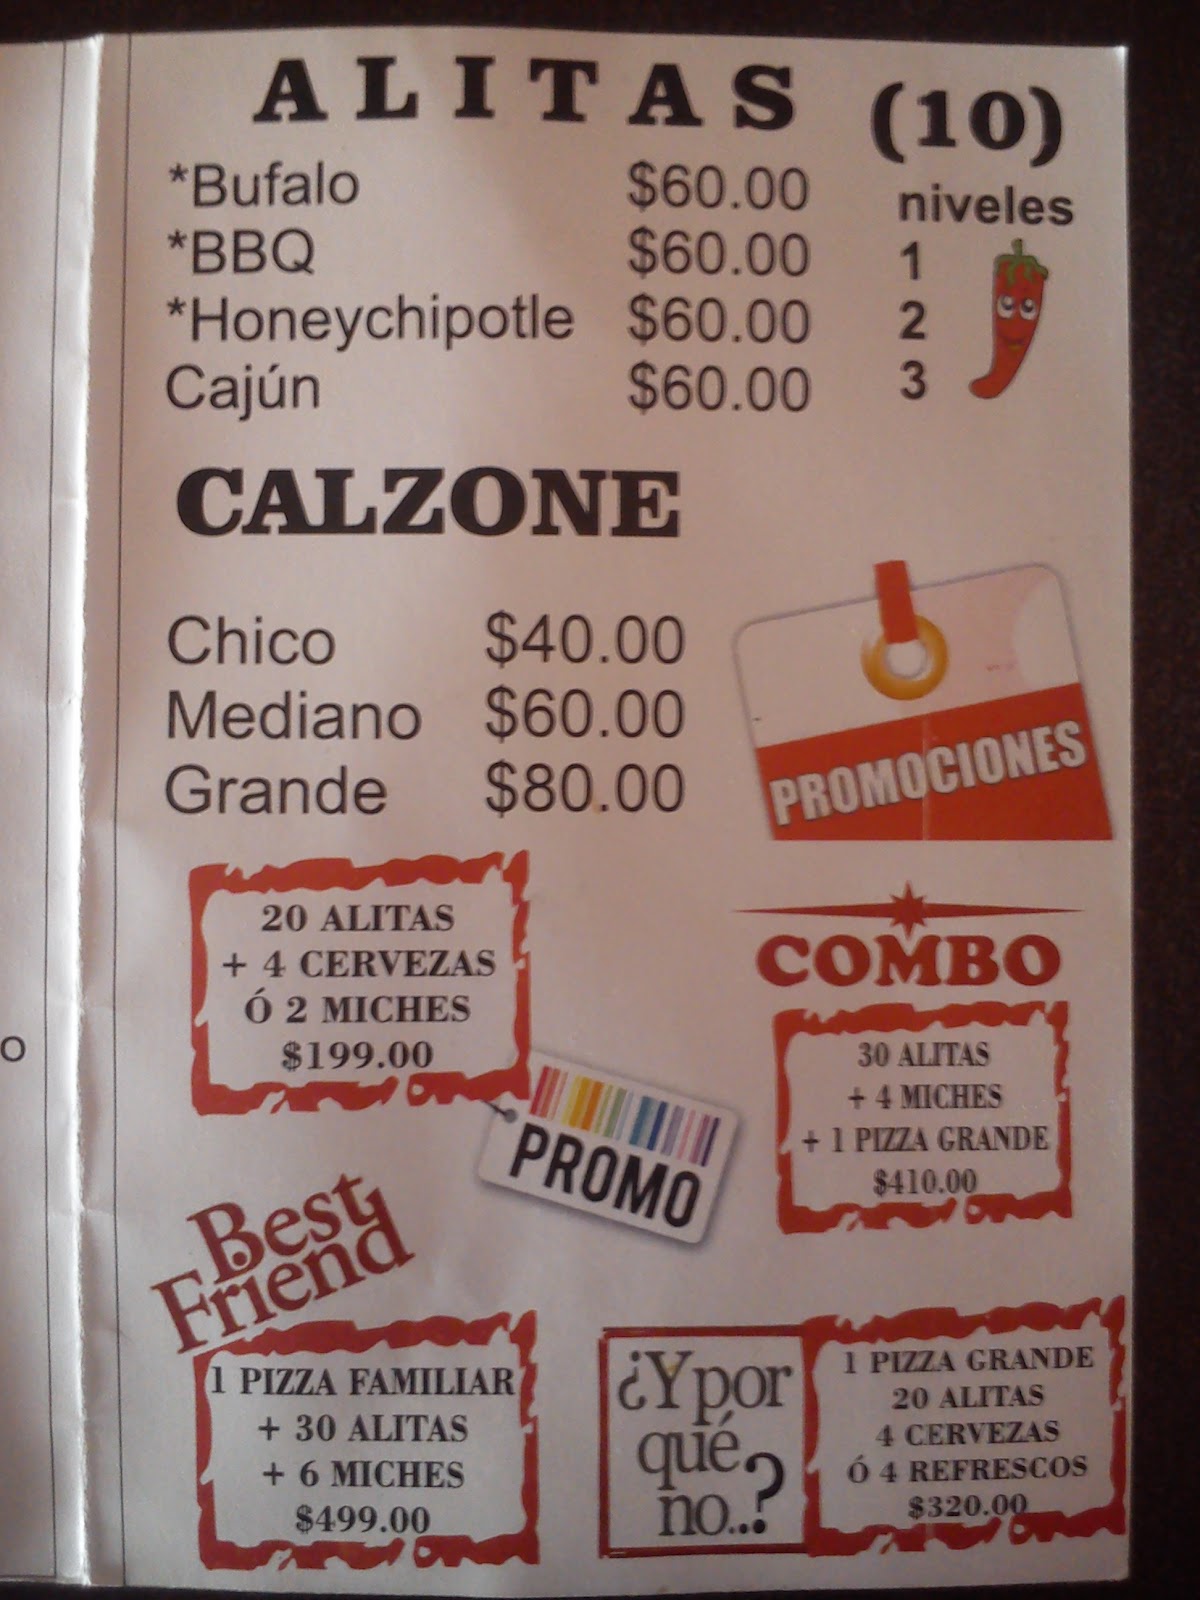 ALITAS (10)
*Bufalo $60.00 niveles
*BBQ $60.00 1
*Honeychipotle $60.00 2
Cajún $60.00 3
CALZONE
Chico $40.00
Mediano $60.00
Grande $80.00
PROMOCIONES
20 ALITAS
+ 4 CERVEZAS
Ó 2 MICHES
$199.00
PROMO
COMBO
30 ALITAS
+ 4 MICHES
+ 1 PIZZA GRANDE
$410.00
Best
Friend
1 PIZZA FAMILIAR
+ 30 ALITAS
+ 6 MICHES
$499.00
¿Y por
qué
no..?
1 PIZZA GRANDE
20 ALITAS
4 CERVEZAS
Ó 4 REFRESCOS
$320.00
o